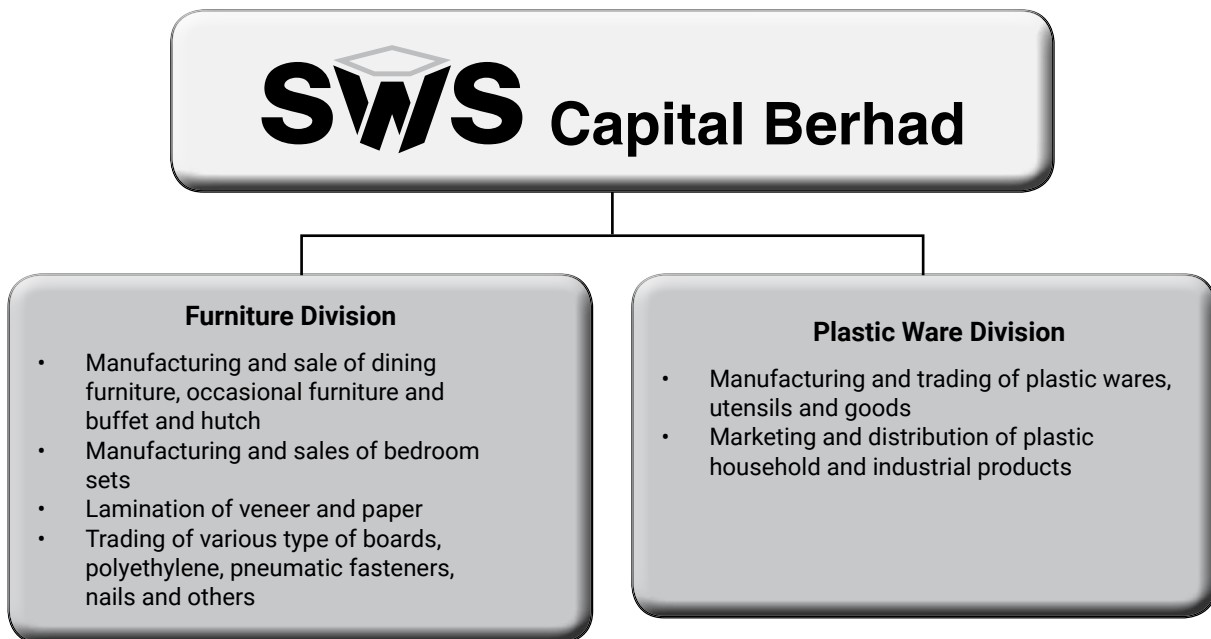 SWS Capital Berhad
Furniture Division
• Manufacturing and sale of dining
furniture, occasional furniture and
buffet and hutch
• Manufacturing and sales of bedroom
sets
• Lamination of veneer and paper
• Trading of various type of boards,
polyethylene, pneumatic fasteners,
nails and others
Plastic Ware Division
• Manufacturing and trading of plastic wares,
utensils and goods
• Marketing and distribution of plastic
household and industrial products